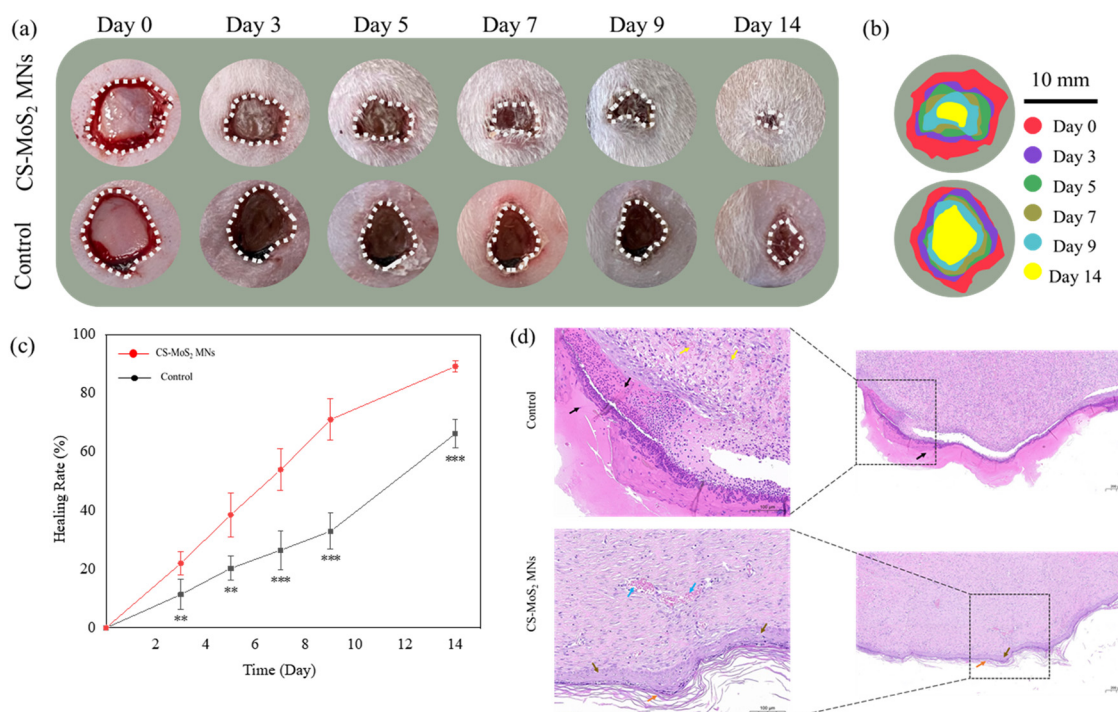 (a)
Day 0 Day 3 Day 5 Day 7 Day 9 Day 14
CS-MoS₂ MNs
Control
(b)
10 mm
Day 0
Day 3
Day 5
Day 7
Day 9
Day 14
(c)
100
80
60
40
20
0
Healing Rate (%)
CS-MoS₂ MNs
Control
**
**
***
***
***
2 4 6 8 10 12 14
Time (Day)
(d)
Control
100 μm
CS-MoS₂ MNs
100 μm